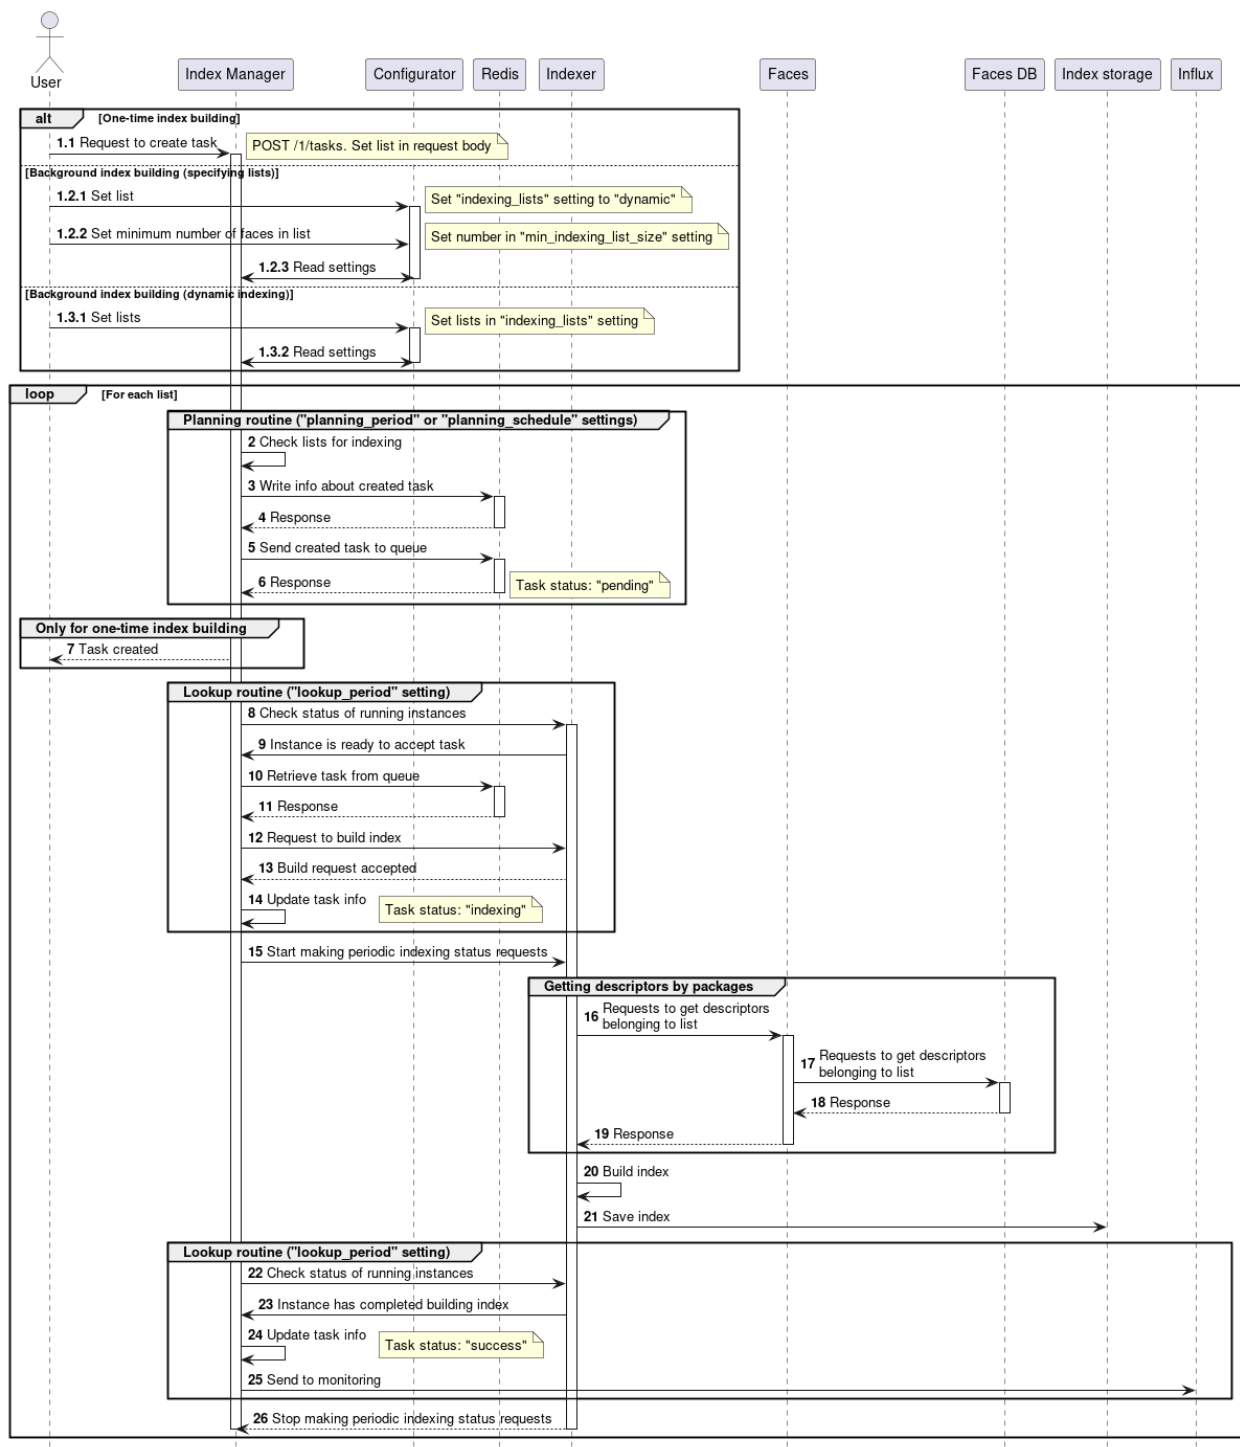 User
Index Manager
Configurator
Redis
Indexer
Faces
Faces DB
Index storage
Influx
alt
[One-time index building]
1.1 Request to create task
POST /1/tasks. Set list in request body
[Background index building (specifying lists)]
1.2.1 Set list
Set "indexing_lists" setting to "dynamic"
1.2.2 Set minimum number of faces in list
Set number in "min_indexing_list_size" setting
1.2.3 Read settings
[Background index building (dynamic indexing)]
1.3.1 Set lists
Set lists in "indexing_lists" setting
1.3.2 Read settings
loop
[For each list]
Planning routine ("planning_period" or "planning_schedule" settings)
2 Check lists for indexing
3 Write info about created task
4 Response
5 Send created task to queue
6 Response
Task status: "pending"
Only for one-time index building
7 Task created
Lookup routine ("lookup_period" setting)
8 Check status of running instances
9 Instance is ready to accept task
10 Retrieve task from queue
11 Response
12 Request to build index
13 Build request accepted
14 Update task info
Task status: "indexing"
15 Start making periodic indexing status requests
Getting descriptors by packages
16 Requests to get descriptors
belonging to list
17 Requests to get descriptors
belonging to list
18 Response
19 Response
20 Build index
21 Save index
Lookup routine ("lookup_period" setting)
22 Check status of running instances
23 Instance has completed building index
24 Update task info
Task status: "success"
25 Send to monitoring
26 Stop making periodic indexing status requests